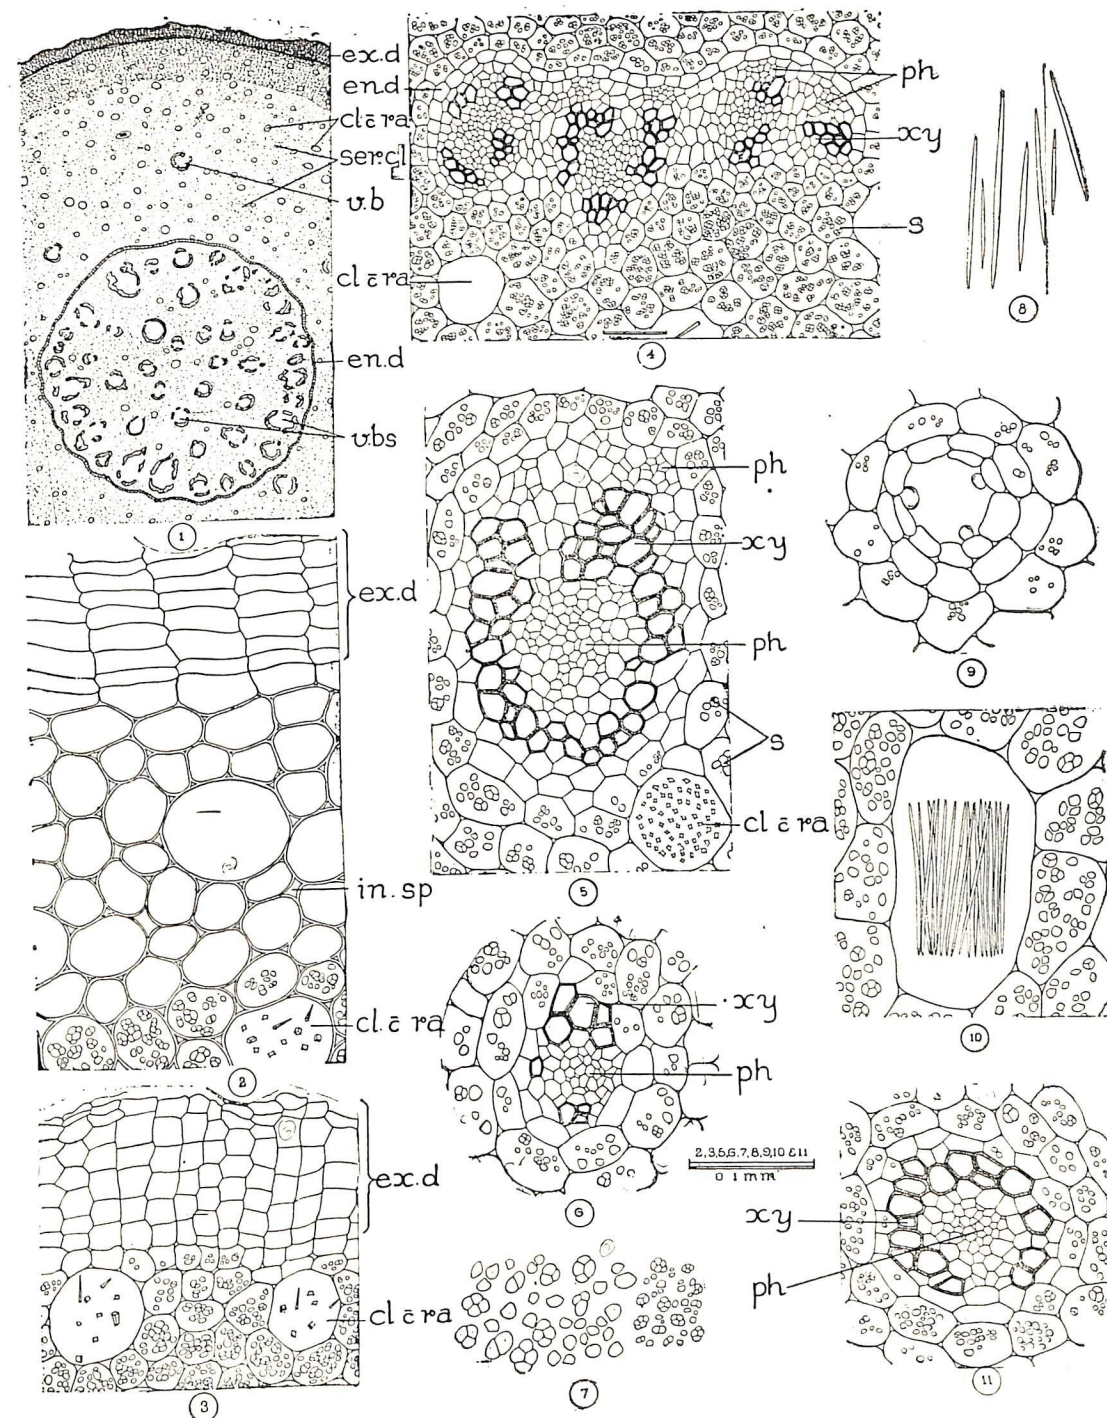 ex.d
en.d
cl c̄ ra
ser.cl
v.b
cl c̄ ra
en.d
vbs
1
ph
xy
s
4
8
ex.d
in.sp
cl. c̄ ra
2
ph
xy
ph
s
cl c̄ ra
5
9
10
ex.d
cl c̄ ra
3
xy
ph
6
2,3,5,6,7,8,9,10 & 11
0 1 mm
7
xy
ph
11